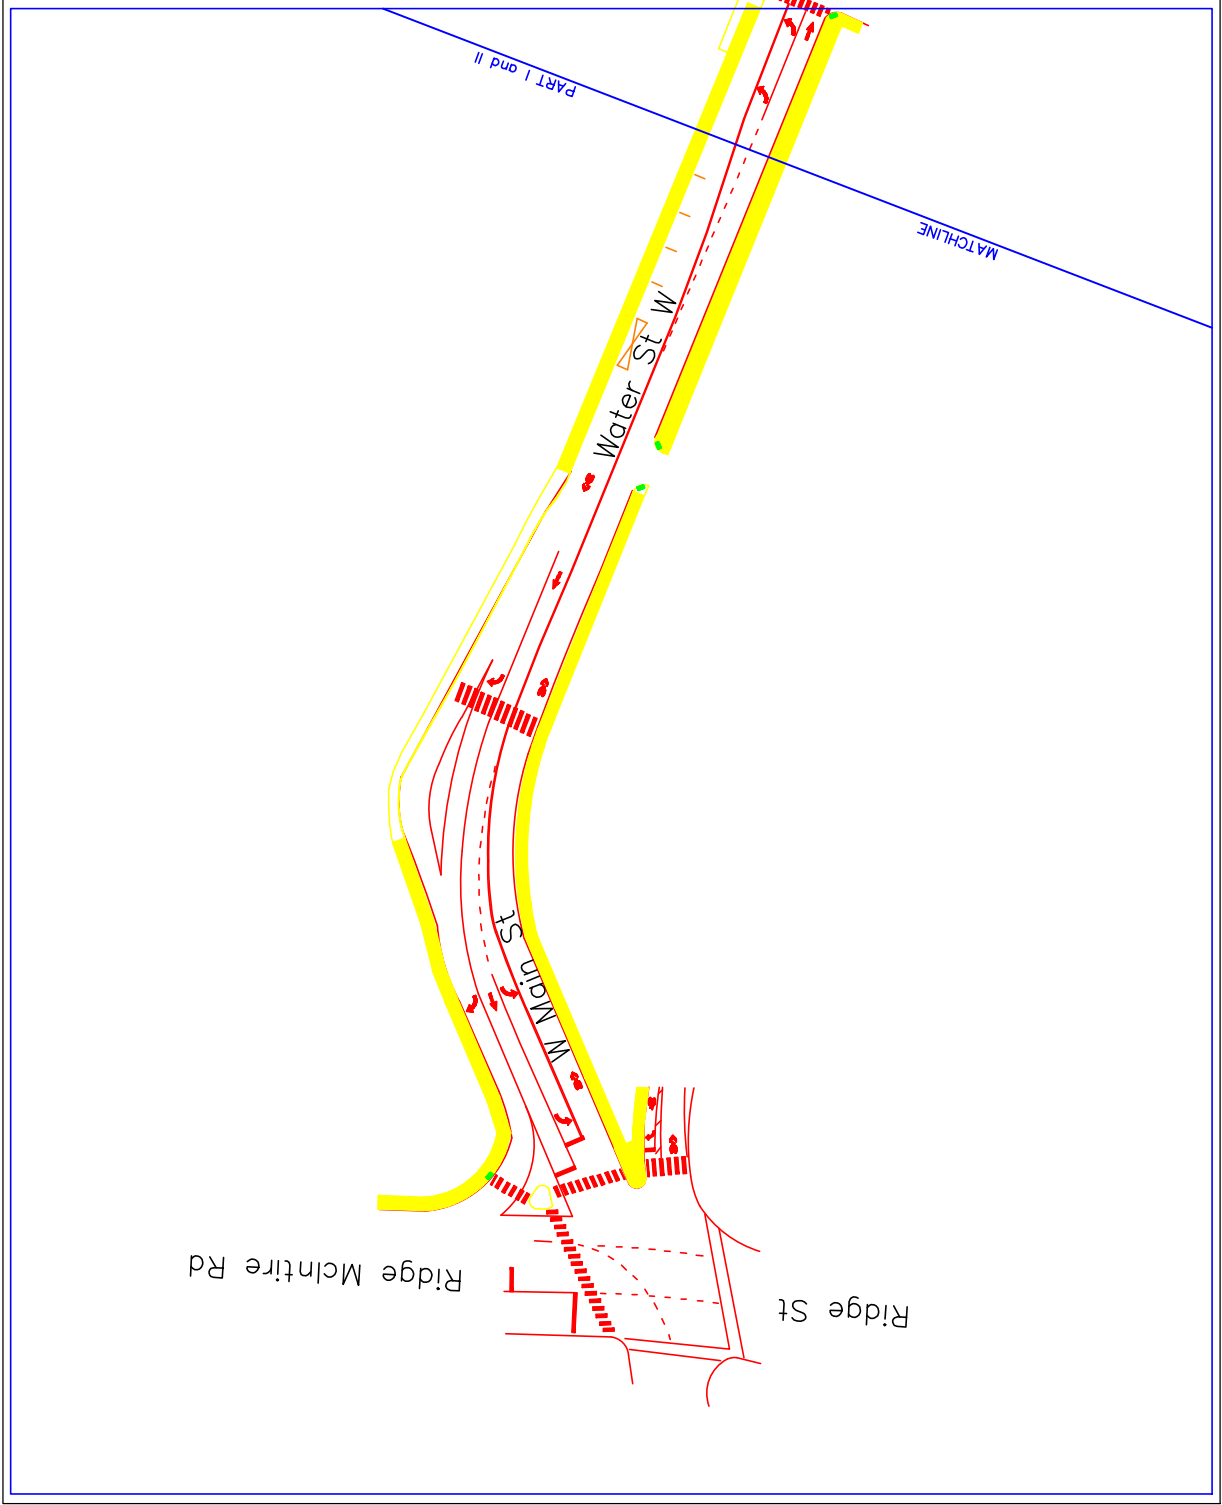 PART I and II
MATCHLINE
Water St W
W Main St
Ridge McIntire Rd
Ridge St